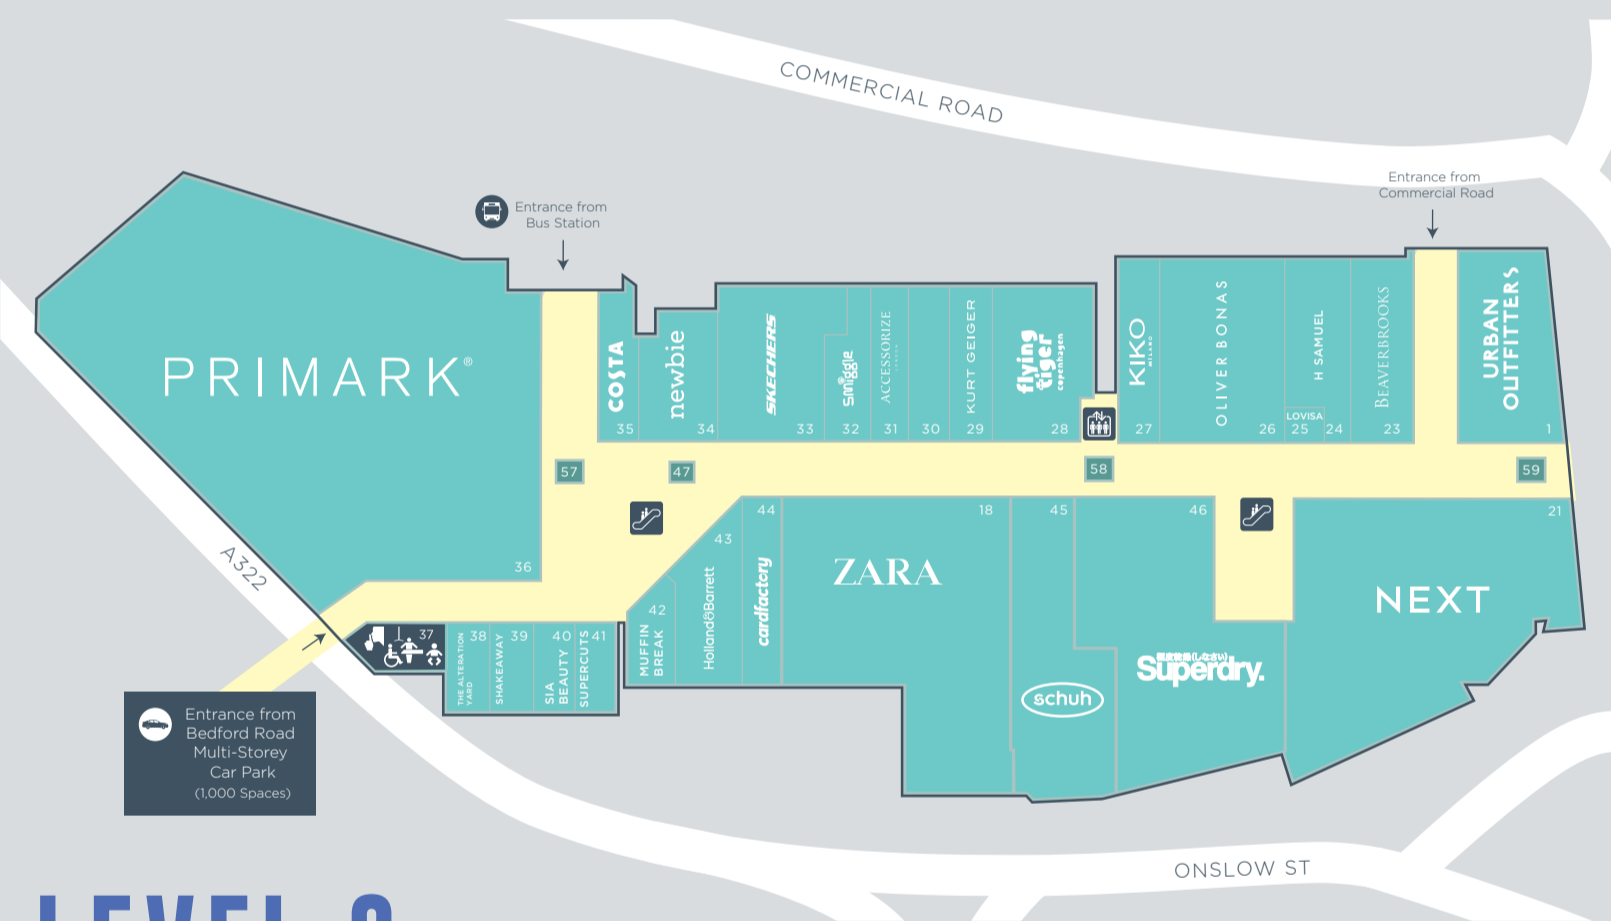 COMMERCIAL ROAD
Entrance from
Commercial Road
Entrance from
Bus Station
PRIMARK®
36
COSTA
35
newbie
34
SKECHERS
33
Smiggle
32
ACCESSORIZE
31
30
KURT GEIGER
29
flying
tiger
copenhagen
28
KIKO
MILANO
27
OLIVER BONAS
26
H SAMUEL
LOVISA
25
24
BEAVERBROOKS
23
URBAN
OUTFITTERS
1
57
47
58
59
A322
37
38
THE ALTERATION
YARD
39
SHAKEAWAY
40
SIA
BEAUTY
41
SUPERCUTS
42
MUFFIN
BREAK
43
Holland&Barrett
44
cardfactory
18
ZARA
45
schuh
46
Superdry.
21
NEXT
Entrance from
Bedford Road
Multi-Storey
Car Park
(1,000 Spaces)
ONSLOW ST